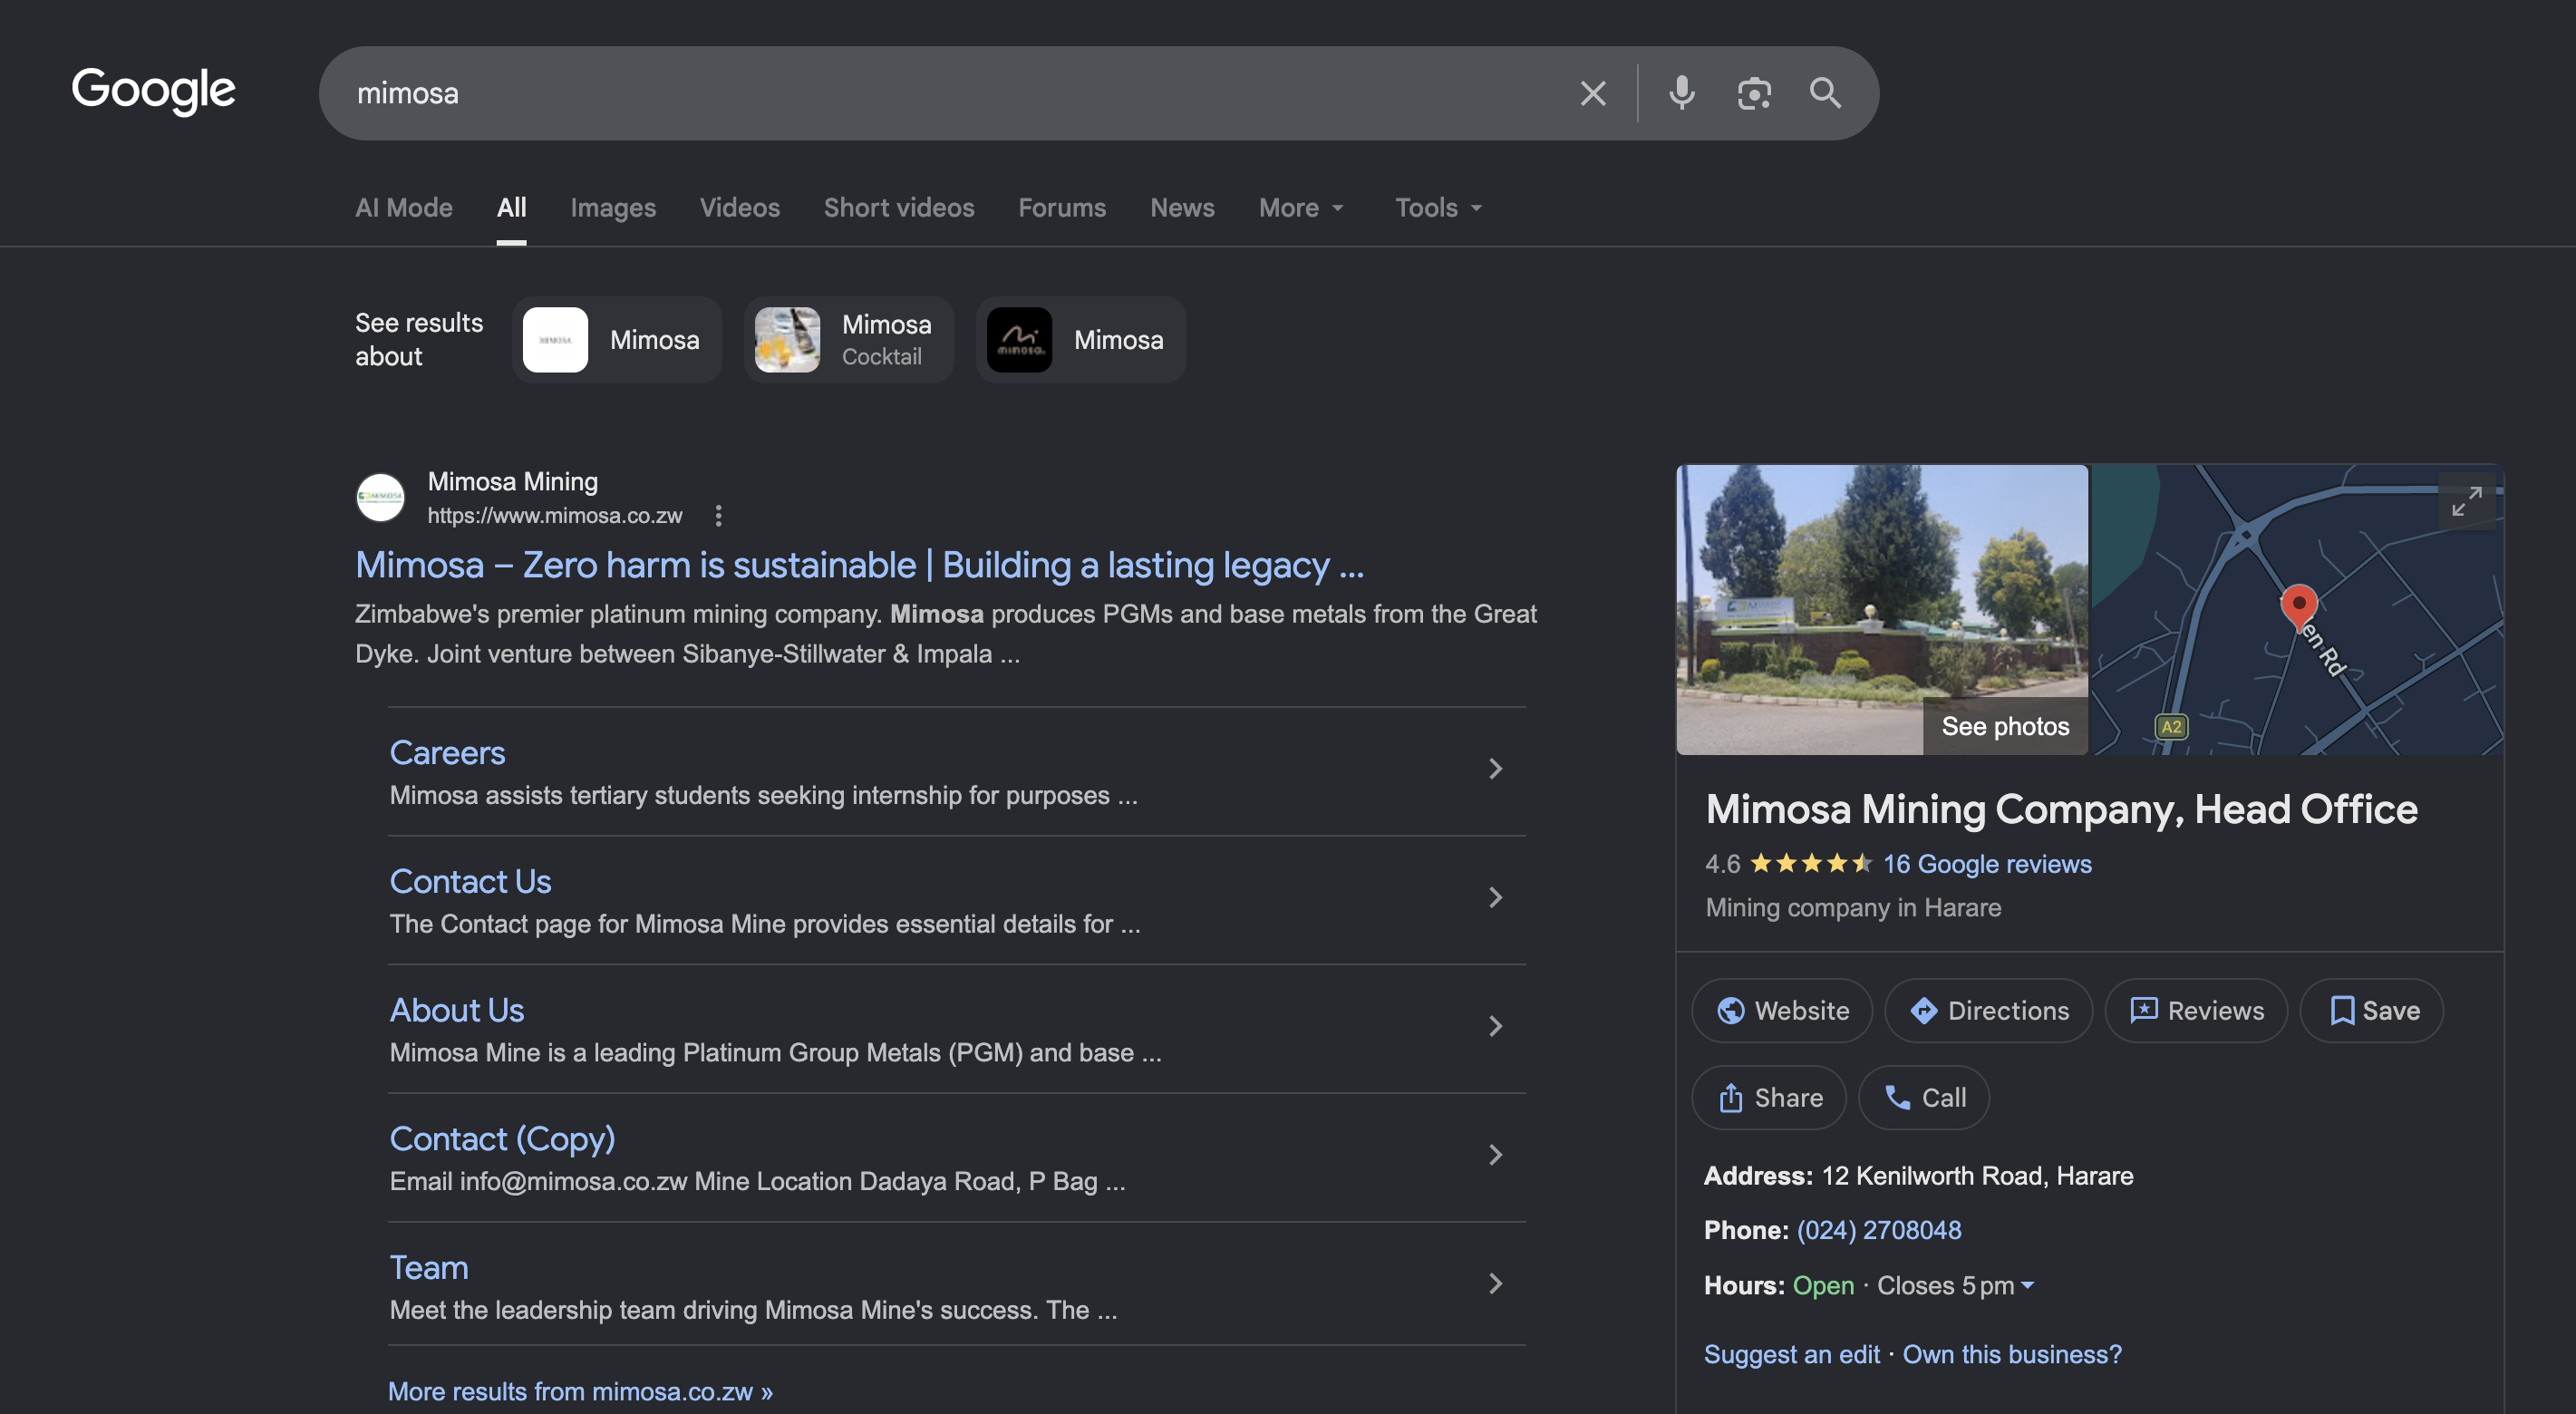 Google
mimosa
AI Mode
All
Images
Videos
Short videos
Forums
News
More
Tools
See results
about
MIMOSA
Mimosa
Mimosa
Cocktail
mimosa.
Mimosa
MIMOSA
Mimosa Mining
https://www.mimosa.co.zw
Mimosa – Zero harm is sustainable | Building a lasting legacy ...
Zimbabwe's premier platinum mining company. Mimosa produces PGMs and base metals from the Great
Dyke. Joint venture between Sibanye-Stillwater & Impala ...
Careers
Mimosa assists tertiary students seeking internship for purposes ...
Contact Us
The Contact page for Mimosa Mine provides essential details for ...
About Us
Mimosa Mine is a leading Platinum Group Metals (PGM) and base ...
Contact (Copy)
Email info@mimosa.co.zw Mine Location Dadaya Road, P Bag ...
Team
Meet the leadership team driving Mimosa Mine's success. The ...
More results from mimosa.co.zw »
See photos
A2
en Rd
Mimosa Mining Company, Head Office
4.6
16 Google reviews
Mining company in Harare
Website
Directions
Reviews
Save
Share
Call
Address: 12 Kenilworth Road, Harare
Phone: (024) 2708048
Hours: Open · Closes 5 pm
Suggest an edit · Own this business?